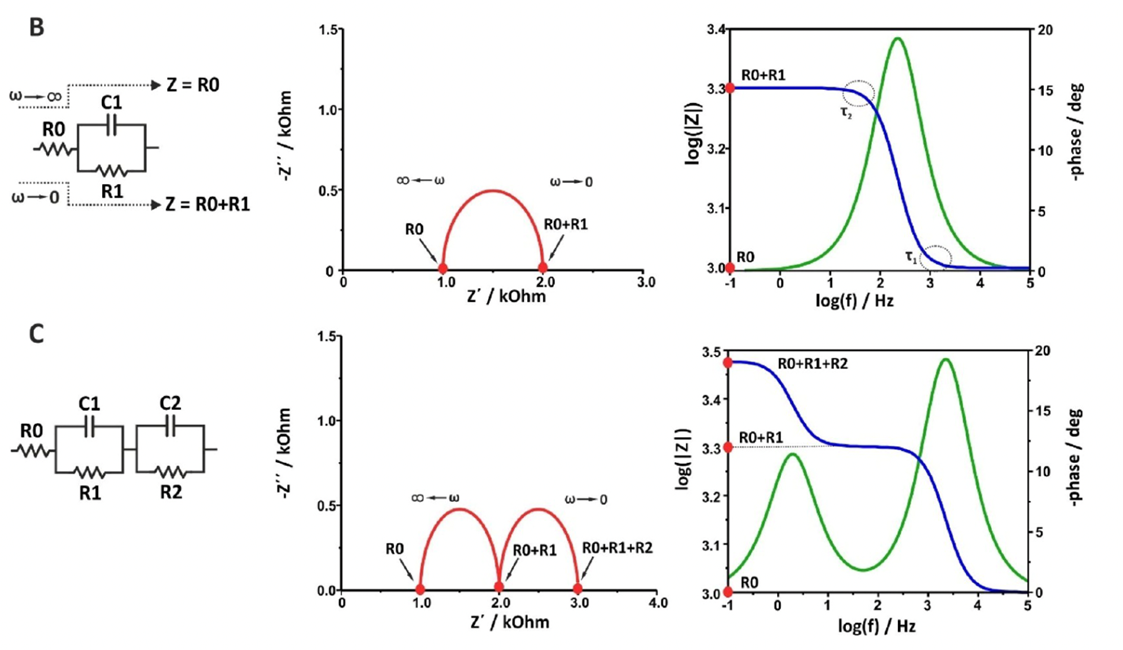 B
ω→∞
Z = R0
C1
R0
R1
ω→0
Z = R0+R1
-Z´´ / kOhm
1.5
1.0
0.5
0
∞←ω
ω→0
R0
R0+R1
0
1.0
2.0
3.0
Z´ / kOhm
log(|Z|)
3.4
3.3
3.2
3.1
3.0
R0+R1
τ2
τ1
R0
20
15
10
5
0
-phase / deg
-1
0
1
2
3
4
5
log(f) / Hz
C
C1
C2
R0
R1
R2
-Z´´ / kOhm
1.5
1.0
0.5
0.0
∞←ω
ω→0
R0
R0+R1
R0+R1+R2
0
1.0
2.0
3.0
4.0
Z´ / kOhm
log(|Z|)
3.5
3.4
3.3
3.2
3.1
3.0
R0+R1+R2
R0+R1
R0
20
15
10
5
0
-phase / deg
-1
0
1
2
3
4
5
log(f) / Hz